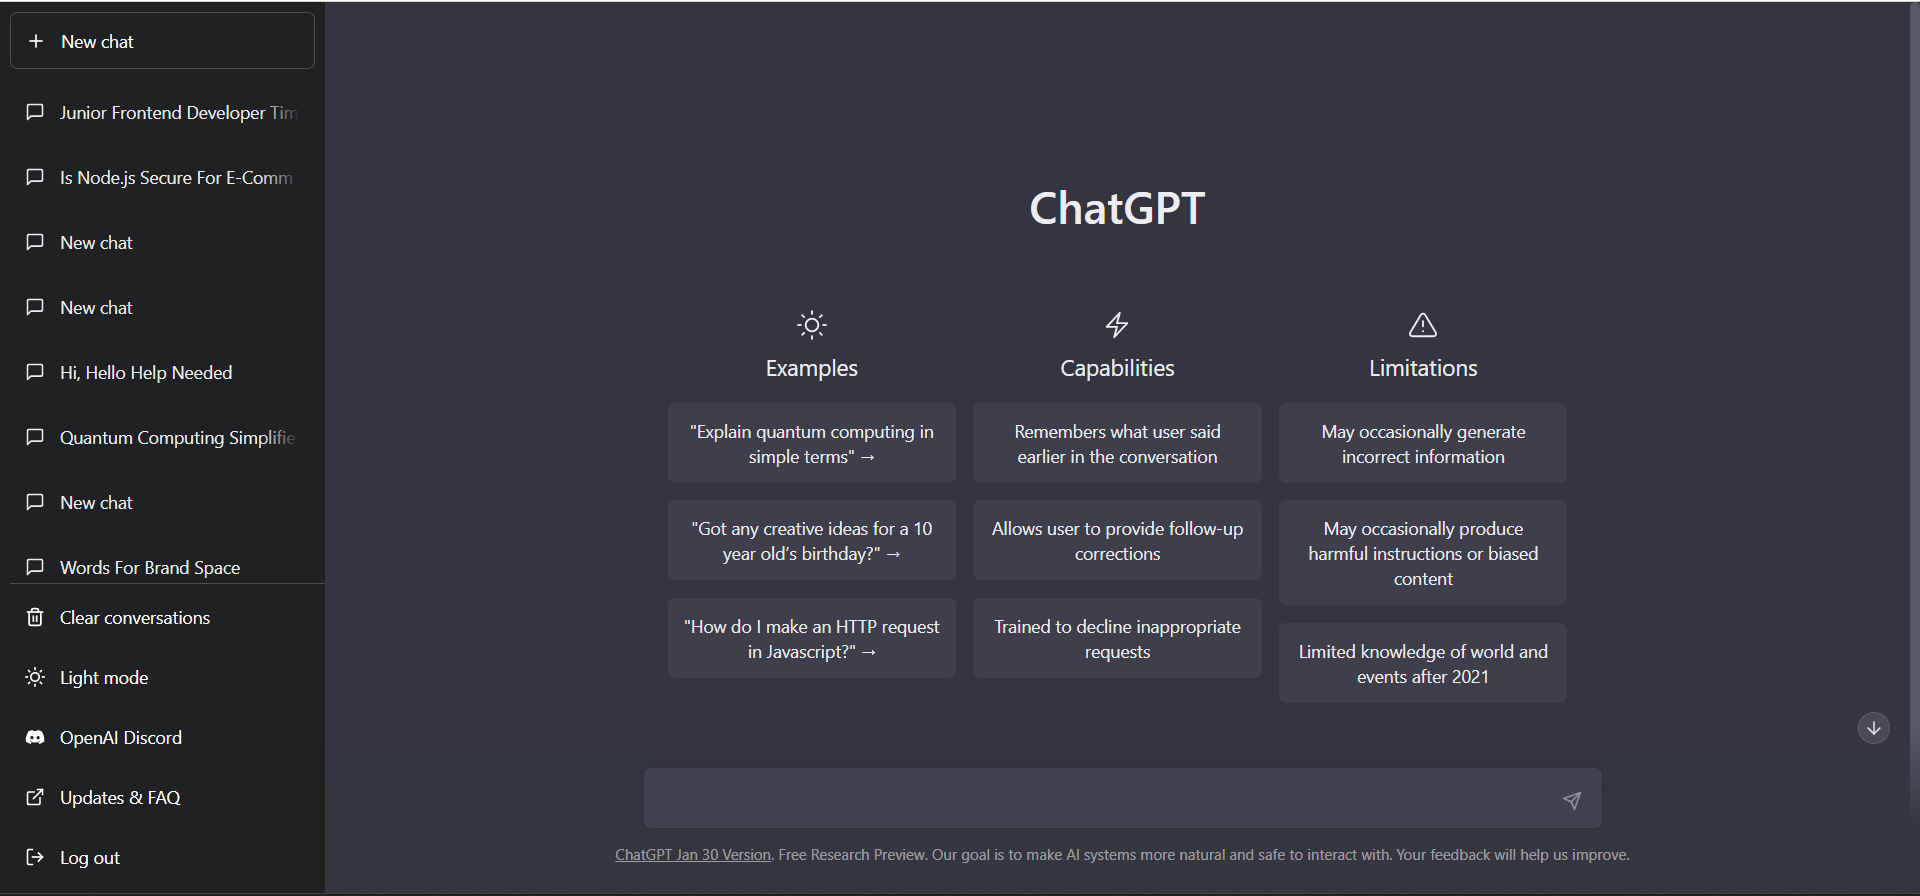 New chat
Junior Frontend Developer Tim
Is Node.js Secure For E-Comm
New chat
New chat
Hi, Hello Help Needed
Quantum Computing Simplifie
New chat
Words For Brand Space
Clear conversations
Light mode
OpenAI Discord
Updates & FAQ
Log out
ChatGPT
Examples
"Explain quantum computing in
simple terms" →
"Got any creative ideas for a 10
year old’s birthday?" →
"How do I make an HTTP request
in Javascript?" →
Capabilities
Remembers what user said
earlier in the conversation
Allows user to provide follow-up
corrections
Trained to decline inappropriate
requests
Limitations
May occasionally generate
incorrect information
May occasionally produce
harmful instructions or biased
content
Limited knowledge of world and
events after 2021
ChatGPT Jan 30 Version. Free Research Preview. Our goal is to make AI systems more natural and safe to interact with. Your feedback will help us improve.